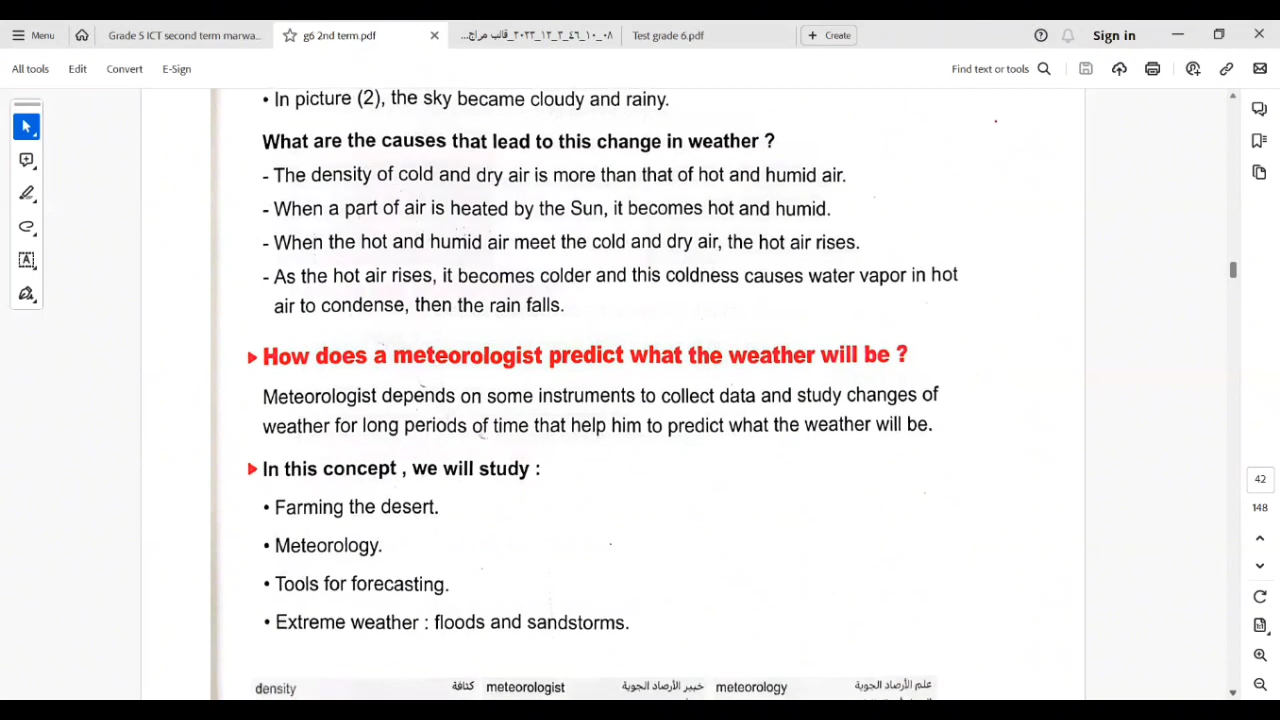 Menu
Grade 5 ICT second term marwa...
g6 2nd term.pdf
...قالب مراج_٢٠٢٣_١٢_٣_٤٦_١٠_٠٨
Test grade 6.pdf
Create
Sign in
All tools
Edit
Convert
E-Sign
Find text or tools
• In picture (2), the sky became cloudy and rainy.
What are the causes that lead to this change in weather ?
- The density of cold and dry air is more than that of hot and humid air.
- When a part of air is heated by the Sun, it becomes hot and humid.
- When the hot and humid air meet the cold and dry air, the hot air rises.
- As the hot air rises, it becomes colder and this coldness causes water vapor in hot
air to condense, then the rain falls.
How does a meteorologist predict what the weather will be ?
Meteorologist depends on some instruments to collect data and study changes of
weather for long periods of time that help him to predict what the weather will be.
In this concept , we will study :
• Farming the desert.
• Meteorology.
• Tools for forecasting.
• Extreme weather : floods and sandstorms.
density كثافة meteorologist خبير الأرصاد الجوية meteorology علم الأرصاد الجوية
42
148